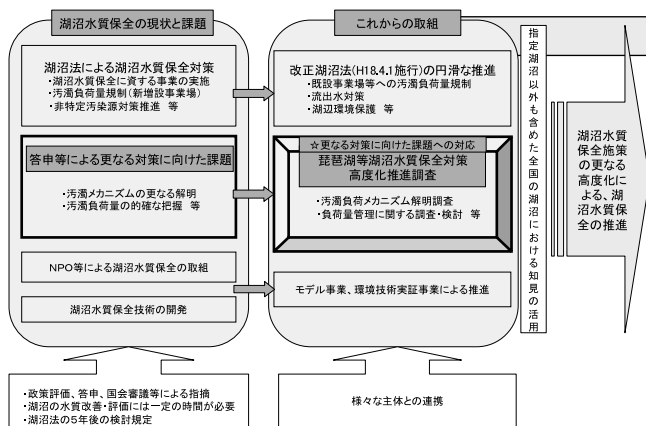 湖沼水質保全の現状と課題
湖沼法による湖沼水質保全対策
・湖沼水質保全に資する事業の実施
・汚濁負荷量規制(新増設事業場)
・非特定汚染源対策推進 等
答申等による更なる対策に向けた課題
・汚濁メカニズムの更なる解明
・汚濁負荷量の的確な把握 等
NPO等による湖沼水質保全の取組
湖沼水質保全技術の開発
・政策評価、答申、国会審議等による指摘
・湖沼の水質改善・評価には一定の時間が必要
・湖沼法の5年後の検討規定
これからの取組
改正湖沼法(H18.4.1施行)の円滑な推進
・既設事業場等への汚濁負荷量規制
・流出水対策
・湖辺環境保護 等
☆更なる対策に向けた課題への対応
琵琶湖等湖沼水質保全対策
高度化推進調査
・汚濁負荷メカニズム解明調査
・負荷量管理に関する調査・検討 等
モデル事業、環境技術実証事業による推進
様々な主体との連携
指定湖沼以外も含めた全国の湖沼における知見の活用
湖沼水質
保全施策
の更なる
高度化に
よる、湖
沼水質保
全の推進